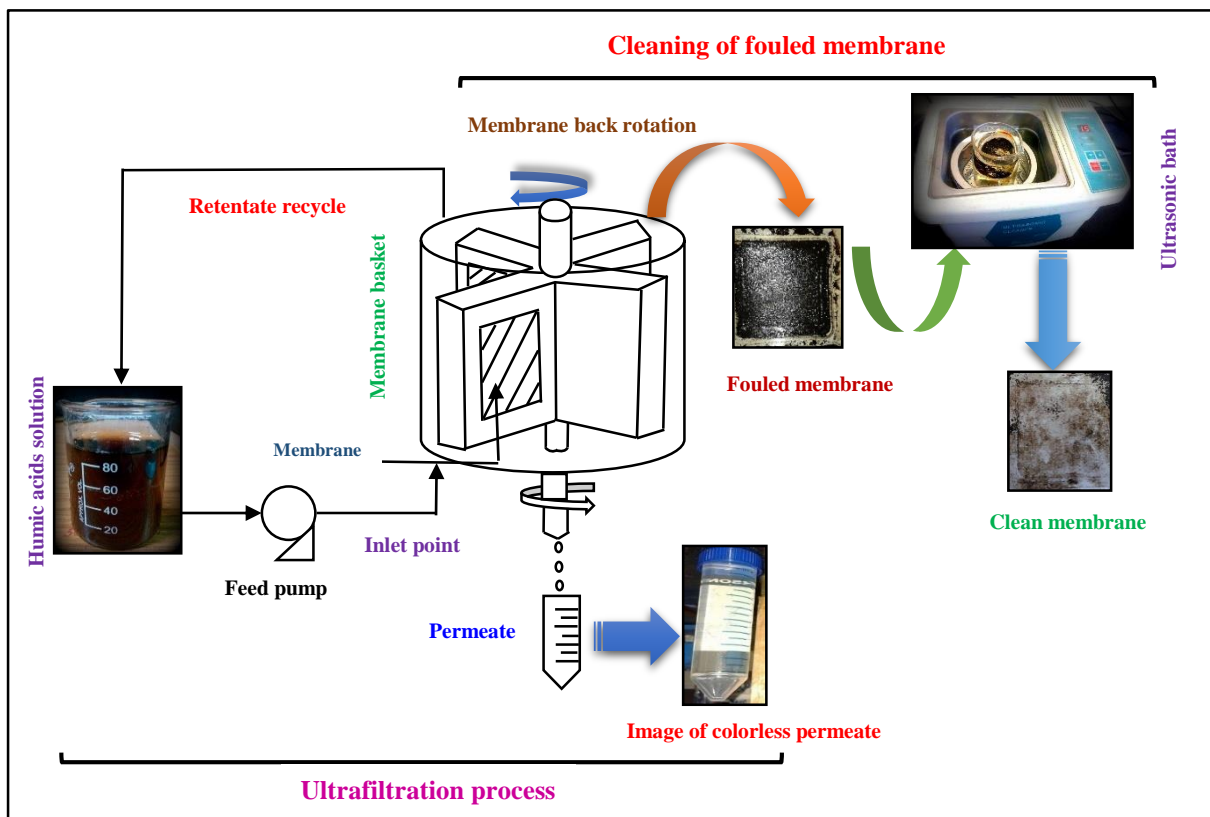 Cleaning of fouled membrane
Membrane back rotation
Retentate recycle
Membrane basket
Ultrasonic bath
Fouled membrane
Humic acids solution
80
60
40
20
Membrane
Clean membrane
Inlet point
Feed pump
Permeate
Image of colorless permeate
Ultrafiltration process